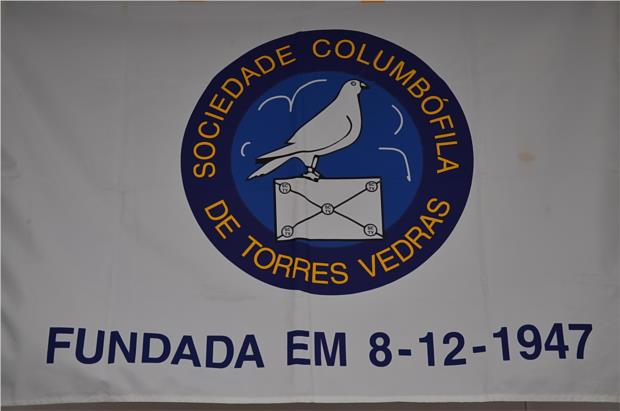 SOCIEDADE COLUMBÓFILA
DE TORRES VEDRAS
FUNDADA EM 8-12-1947